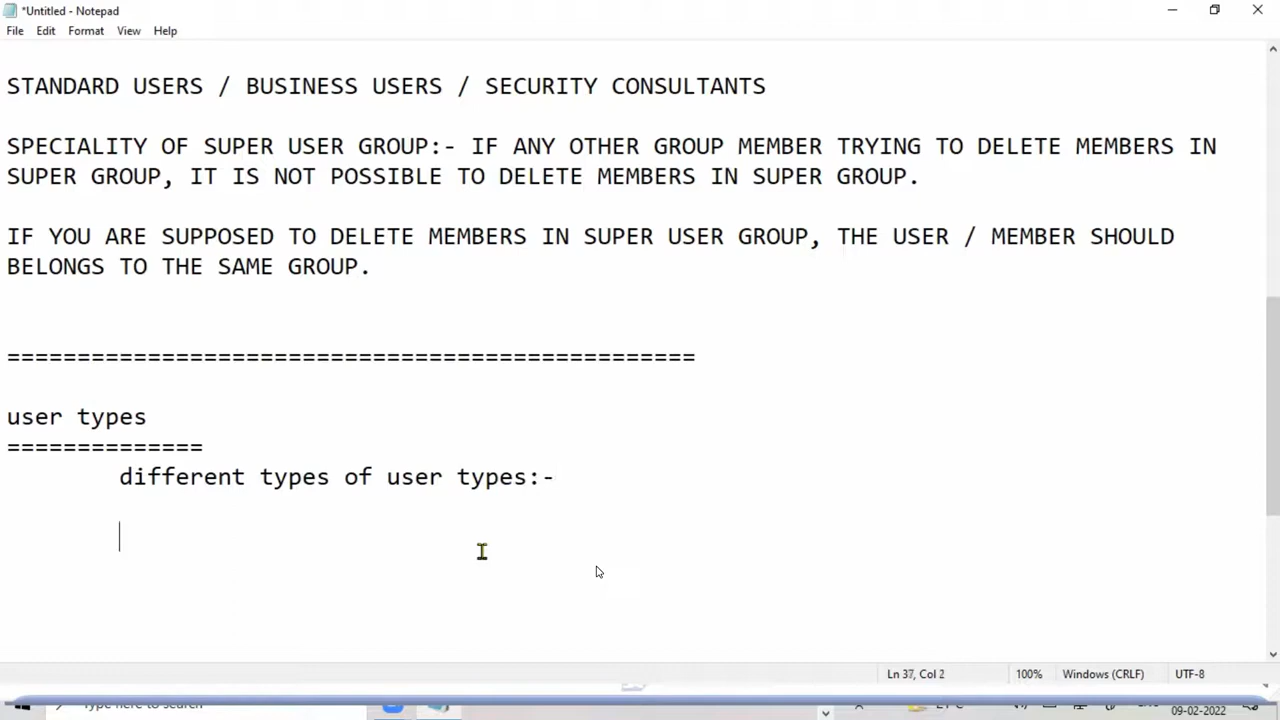 *Untitled - Notepad
File Edit Format View Help
STANDARD USERS / BUSINESS USERS / SECURITY CONSULTANTS
SPECIALITY OF SUPER USER GROUP:- IF ANY OTHER GROUP MEMBER TRYING TO DELETE MEMBERS IN
SUPER GROUP, IT IS NOT POSSIBLE TO DELETE MEMBERS IN SUPER GROUP.
IF YOU ARE SUPPOSED TO DELETE MEMBERS IN SUPER USER GROUP, THE USER / MEMBER SHOULD
BELONGS TO THE SAME GROUP.
=================================================
user types
==============
different types of user types:-
Ln 37, Col 2 100% Windows (CRLF) UTF-8
Type here to search
09-02-2022